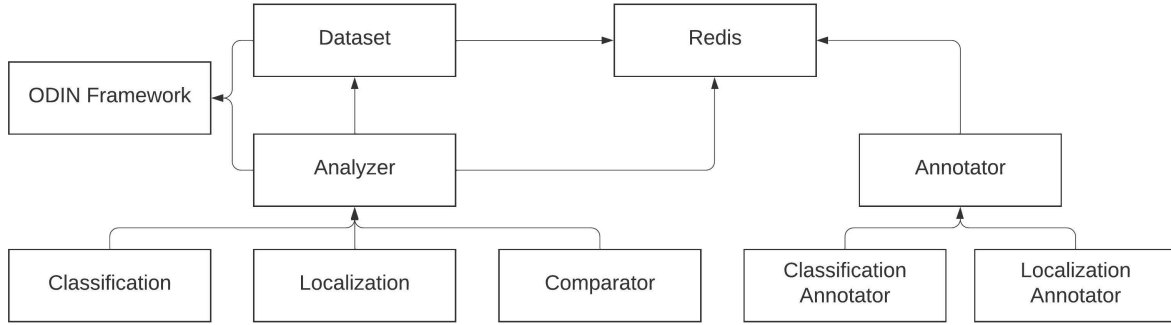 Dataset
Redis
ODIN Framework
Analyzer
Annotator
Classification
Localization
Comparator
Classification
Annotator
Localization
Annotator